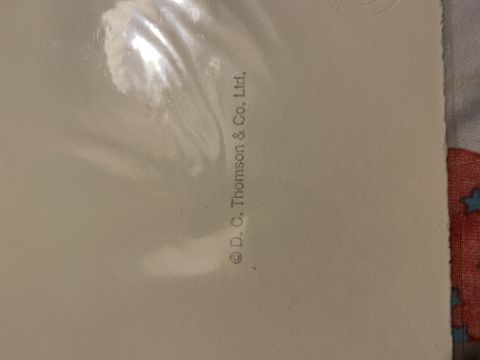 © D. C. Thomson & Co. Ltd.